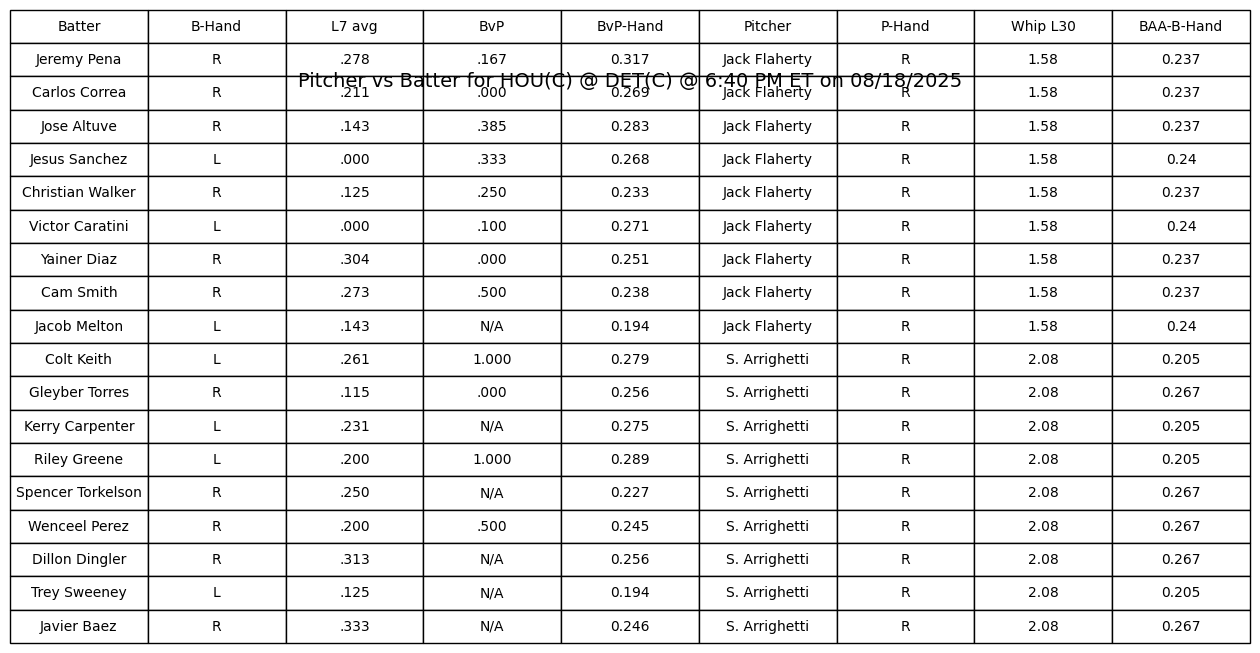 Batter B-Hand L7 avg BvP BvP-Hand Pitcher P-Hand Whip L30 BAA-B-Hand
Jeremy Pena R .278 .167 0.317 Jack Flaherty R 1.58 0.237
Pitcher vs Batter for HOU(C) @ DET(C) @ 6:40 PM ET on 08/18/2025
Carlos Correa R .211 .000 0.269 Jack Flaherty R 1.58 0.237
Jose Altuve R .143 .385 0.283 Jack Flaherty R 1.58 0.237
Jesus Sanchez L .000 .333 0.268 Jack Flaherty R 1.58 0.24
Christian Walker R .125 .250 0.233 Jack Flaherty R 1.58 0.237
Victor Caratini L .000 .100 0.271 Jack Flaherty R 1.58 0.24
Yainer Diaz R .304 .000 0.251 Jack Flaherty R 1.58 0.237
Cam Smith R .273 .500 0.238 Jack Flaherty R 1.58 0.237
Jacob Melton L .143 N/A 0.194 Jack Flaherty R 1.58 0.24
Colt Keith L .261 1.000 0.279 S. Arrighetti R 2.08 0.205
Gleyber Torres R .115 .000 0.256 S. Arrighetti R 2.08 0.267
Kerry Carpenter L .231 N/A 0.275 S. Arrighetti R 2.08 0.205
Riley Greene L .200 1.000 0.289 S. Arrighetti R 2.08 0.205
Spencer Torkelson R .250 N/A 0.227 S. Arrighetti R 2.08 0.267
Wenceel Perez R .200 .500 0.245 S. Arrighetti R 2.08 0.267
Dillon Dingler R .313 N/A 0.256 S. Arrighetti R 2.08 0.267
Trey Sweeney L .125 N/A 0.194 S. Arrighetti R 2.08 0.205
Javier Baez R .333 N/A 0.246 S. Arrighetti R 2.08 0.267